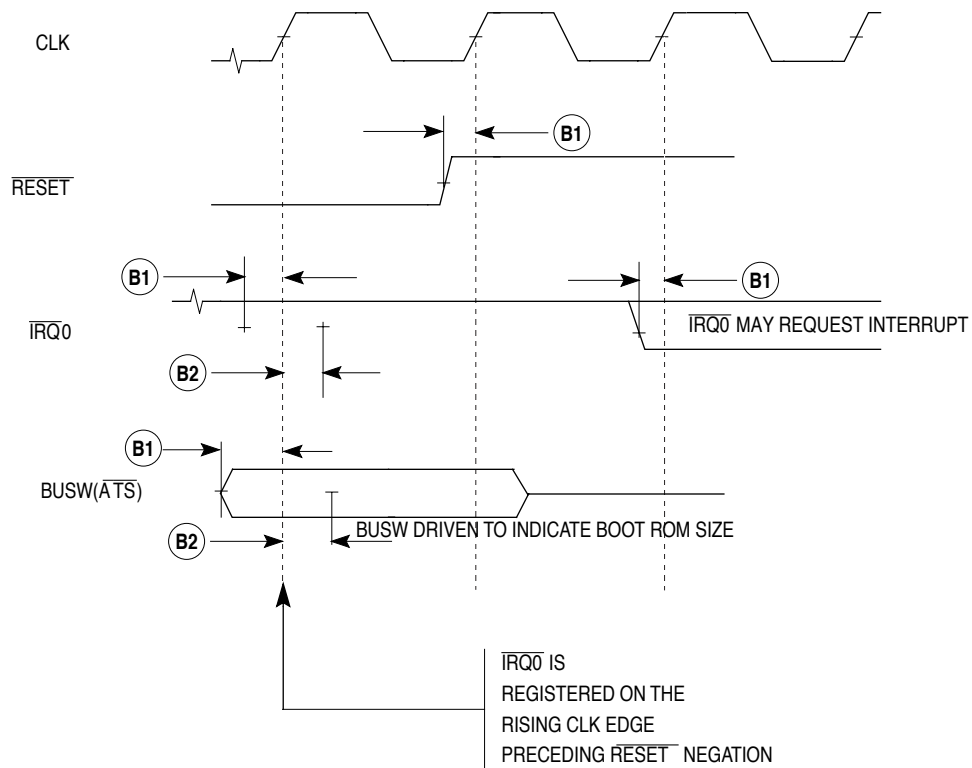 CLK
B1
RESET
B1
B1
IRQ0 MAY REQUEST INTERRUPT
IRQ0
B2
B1
BUSW(ATS)
BUSW DRIVEN TO INDICATE BOOT ROM SIZE
B2
IRQ0 IS
REGISTERED ON THE
RISING CLK EDGE
PRECEDING RESET NEGATION